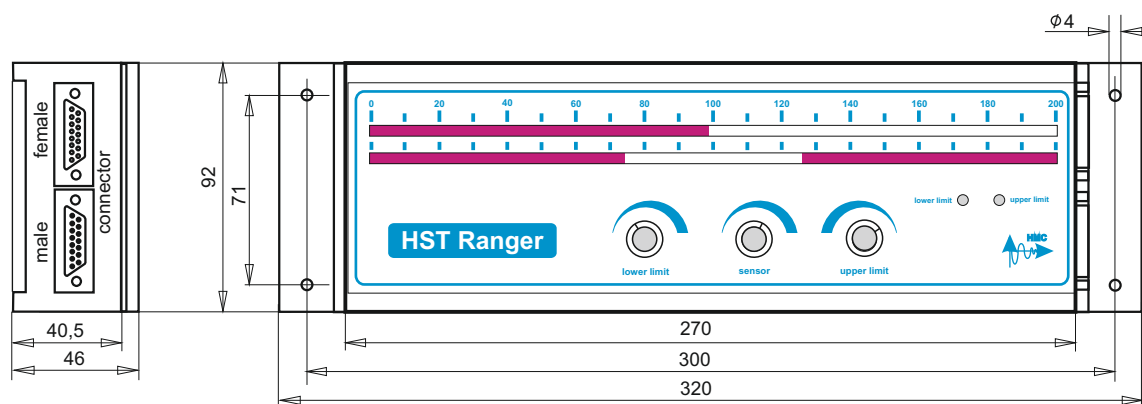 ϕ4
0 20 40 60 80 100 120 140 160 180 200
female
male
connector
92
71
lower limit
upper limit
HST Ranger
HMC
lower limit
sensor
upper limit
40,5
46
270
300
320